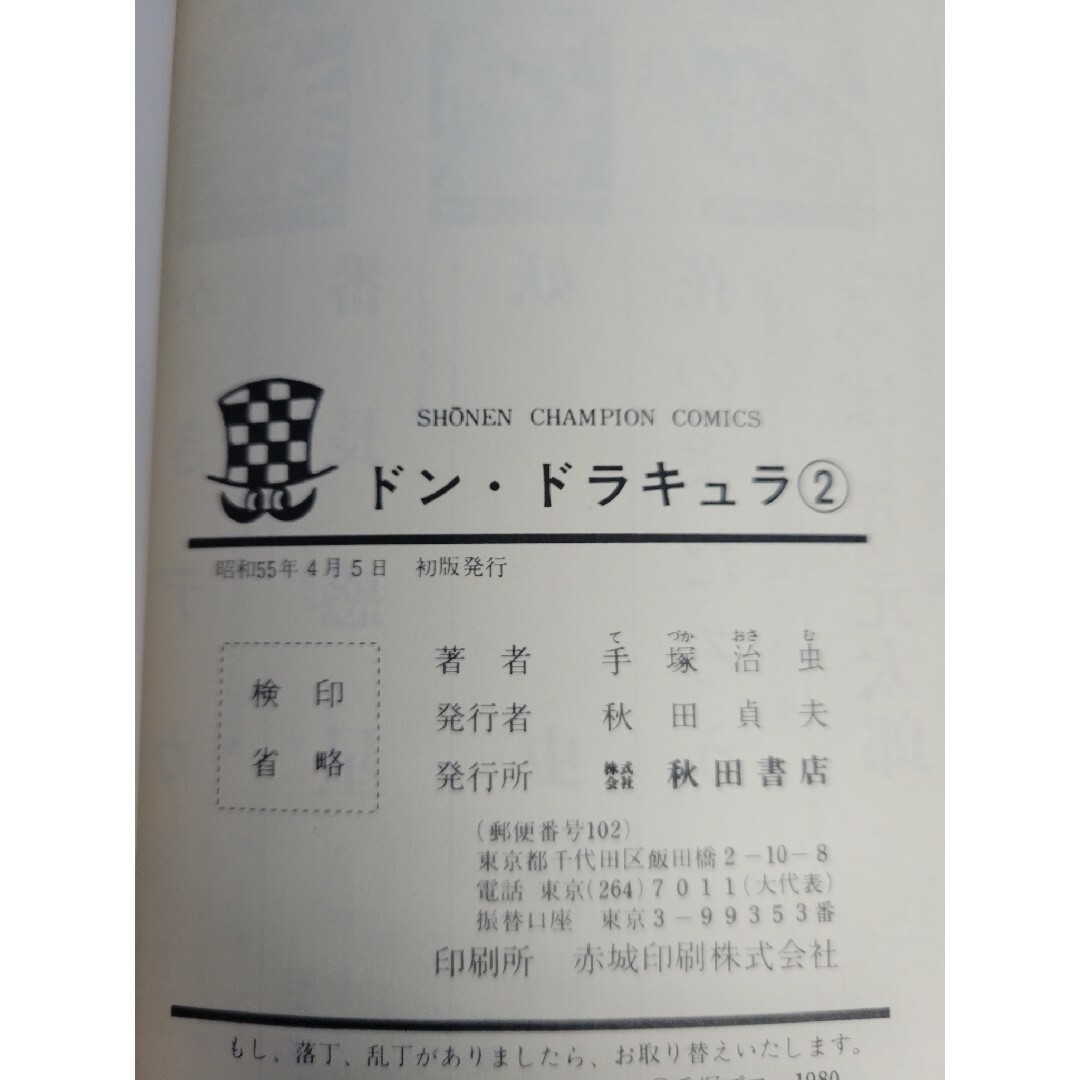 SHŌNEN CHAMPION COMICS
ドン・ドラキュラ②
昭和55年4月5日 初版発行
検印
省略
て づか おさ む
著者 手塚治虫
発行者 秋田貞夫
発行所 株式会社 秋田書店
(郵便番号102)
東京都千代田区飯田橋2-10-8
電話 東京(264)7011(大代表)
振替口座 東京3-99353番
印刷所 赤城印刷株式会社
もし、落丁、乱丁がありましたら、お取り替えいたします。
1980